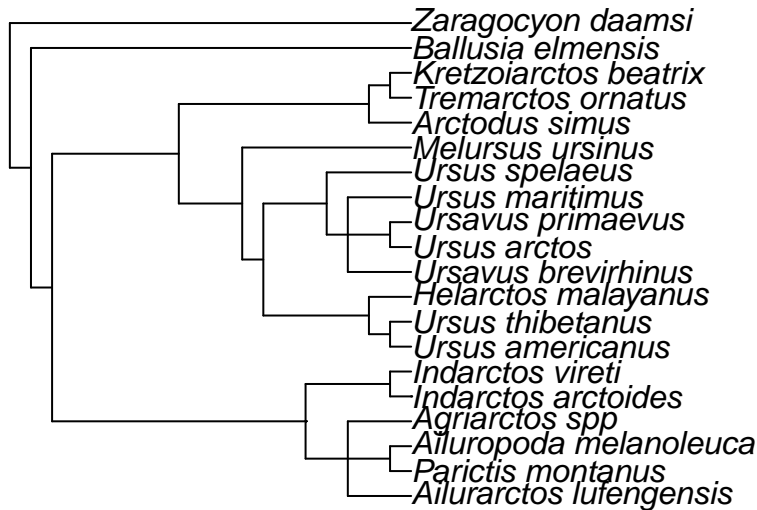 Zaragocyon daamsi
Ballusia elmensis
Kretzoiarctos beatrix
Tremarctos ornatus
Arctodus simus
Melursus ursinus
Ursus spelaeus
Ursus maritimus
Ursavus primaevus
Ursus arctos
Ursavus brevirhinus
Helarctos malayanus
Ursus thibetanus
Ursus americanus
Indarctos vireti
Indarctos arctoides
Agriarctos spp
Ailuropoda melanoleuca
Parictis montanus
Ailurarctos lufengensis